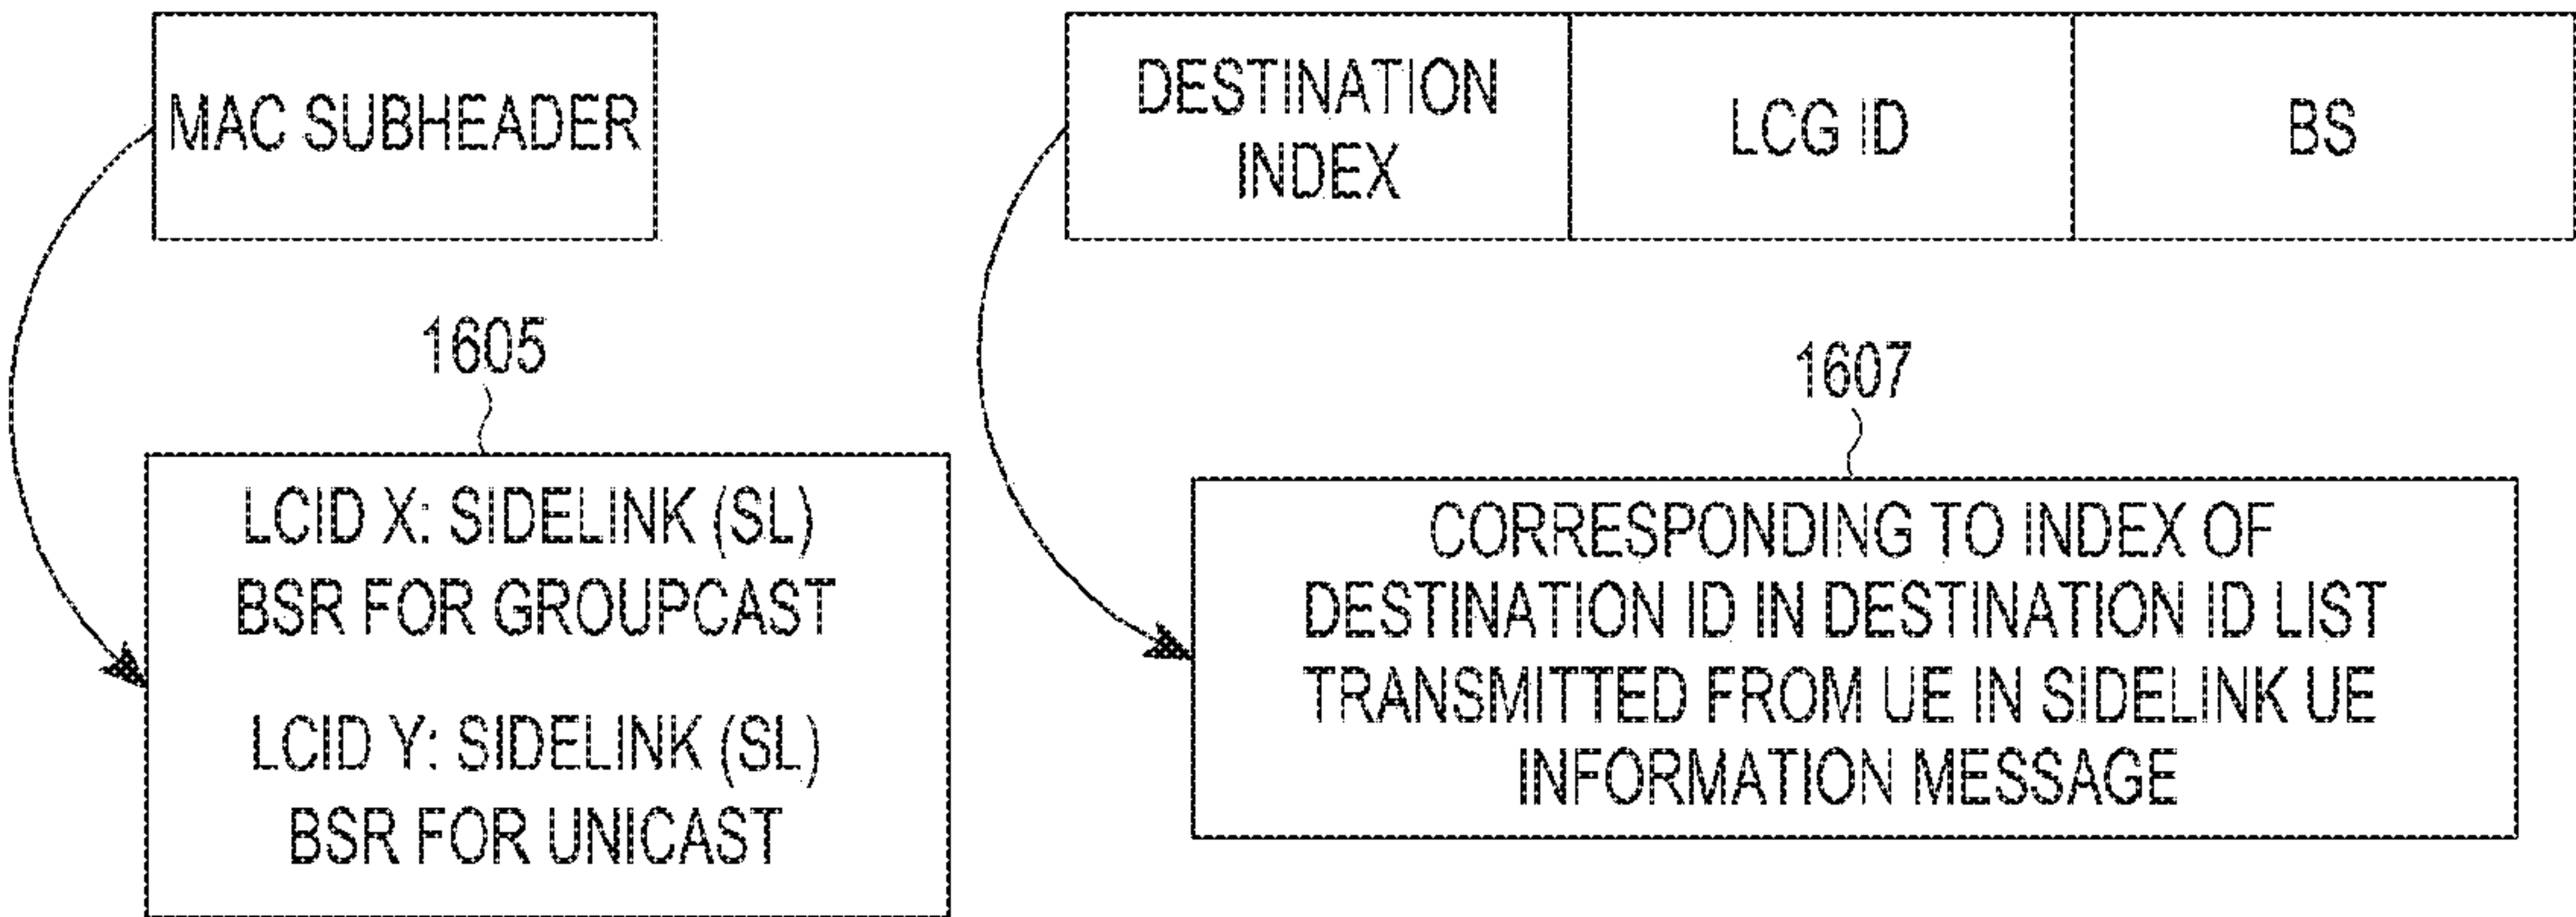 MAC SUBHEADER
DESTINATION
INDEX
LCG ID
BS
1605
LCID X: SIDELINK (SL)
BSR FOR GROUPCAST
LCID Y: SIDELINK (SL)
BSR FOR UNICAST
1607
CORRESPONDING TO INDEX OF
DESTINATION ID IN DESTINATION ID LIST
TRANSMITTED FROM UE IN SIDELINK UE
INFORMATION MESSAGE